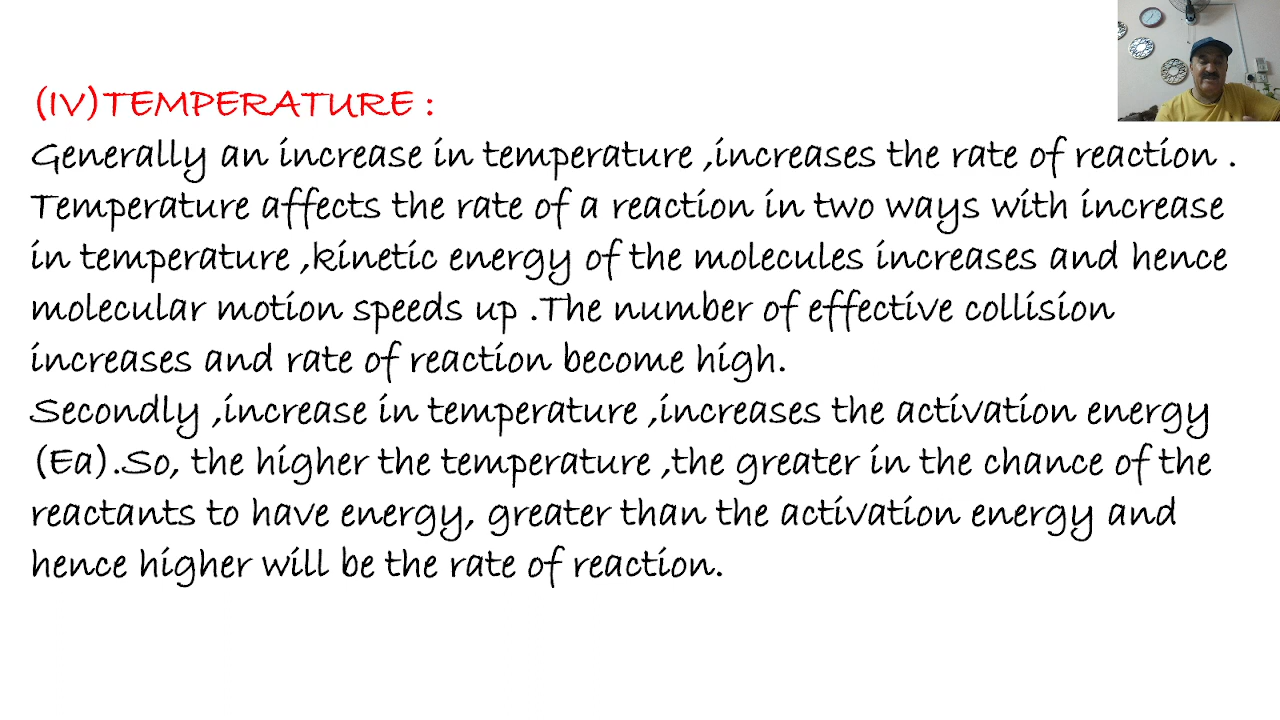 (IV)TEMPERATURE :
Generally an increase in temperature ,increases the rate of reaction .
Temperature affects the rate of a reaction in two ways with increase
in temperature ,kinetic energy of the molecules increases and hence
molecular motion speeds up .The number of effective collision
increases and rate of reaction become high.
Secondly ,increase in temperature ,increases the activation energy
(Ea).So, the higher the temperature ,the greater in the chance of the
reactants to have energy, greater than the activation energy and
hence higher will be the rate of reaction.